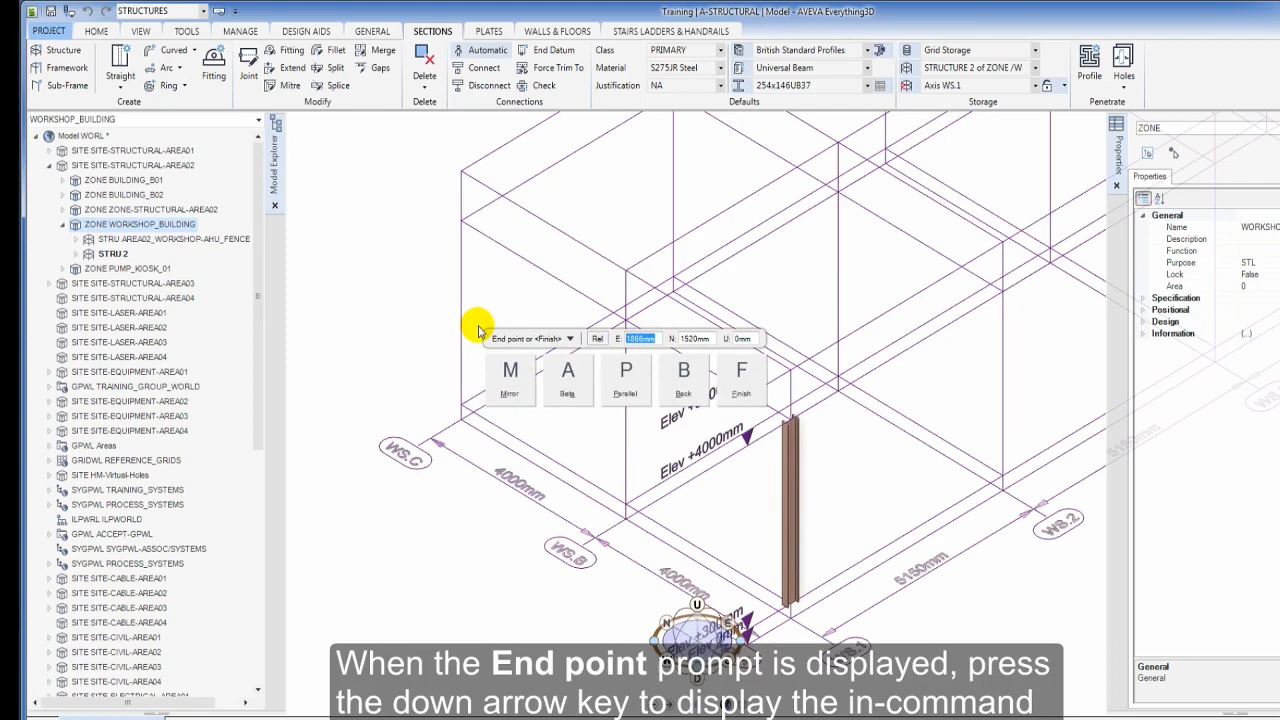 STRUCTURES
Training | A-STRUCTURAL | Model - AVEVA Everything3D
PROJECT HOME VIEW TOOLS MANAGE DESIGN AIDS GENERAL SECTIONS PLATES WALLS & FLOORS STAIRS LADDERS & HANDRAILS
Structure Curved Fitting Fillet Merge Automatic End Datum Class PRIMARY British Standard Profiles Grid Storage
Framework Straight Arc Fitting Joint Extend Split Gaps Delete Connect Force Trim To Material S275JR Steel Universal Beam STRUCTURE 2 of ZONE /W Profile Holes
Sub-Frame Ring Mitre Splice Disconnect Check Justification NA 254x146UB37 Axis WS.1
Create Modify Delete Connections Defaults Storage Penetrate
WORKSHOP_BUILDING
Model WORL *
SITE SITE-STRUCTURAL-AREA01
SITE SITE-STRUCTURAL-AREA02
ZONE BUILDING_B01
ZONE BUILDING_B02
ZONE ZONE-STRUCTURAL-AREA02
ZONE WORKSHOP_BUILDING
STRU AREA02_WORKSHOP-AHU_FENCE
STRU 2
ZONE PUMP_KIOSK_01
SITE SITE-STRUCTURAL-AREA03
SITE SITE-STRUCTURAL-AREA04
SITE SITE-LASER-AREA01
SITE SITE-LASER-AREA02
SITE SITE-LASER-AREA03
SITE SITE-LASER-AREA04
SITE SITE-EQUIPMENT-AREA01
GPWL TRAINING_GROUP_WORLD
SITE SITE-EQUIPMENT-AREA02
SITE SITE-EQUIPMENT-AREA03
SITE SITE-EQUIPMENT-AREA04
GPWL Areas
GRIDWL REFERENCE_GRIDS
SITE HM-Virtual-Holes
SYGPWL TRAINING_SYSTEMS
SYGPWL PROCESS_SYSTEMS
ILPWRL ILPWORLD
GPWL ACCEPT-GPWL
SYGPWL SYGPWL-ASSOC/SYSTEMS
SYGPWL PROCESS_SYSTEMS
SITE SITE-CABLE-AREA01
SITE SITE-CABLE-AREA02
SITE SITE-CABLE-AREA03
SITE SITE-CABLE-AREA04
SITE SITE-CIVIL-AREA01
SITE SITE-CIVIL-AREA02
SITE SITE-CIVIL-AREA03
SITE SITE-CIVIL-AREA04
Model Explorer
End point or <Finish> Rel E: 1866mm N: 1520mm U: 0mm
M A P B F
Mirror Beta Parallel Back Finish
Elev +4000mm
WS.C
4000mm
WS.B
4000mm
WS.2
5150mm
5150mm
U
N E
D
Properties
ZONE
Properties
General
Name WORKSHO
Description
Function
Purpose STL
Lock False
Area 0
Specification
Positional
Design
Information (..)
General
General
When the End point prompt is displayed, press
the down arrow key to display the in-command